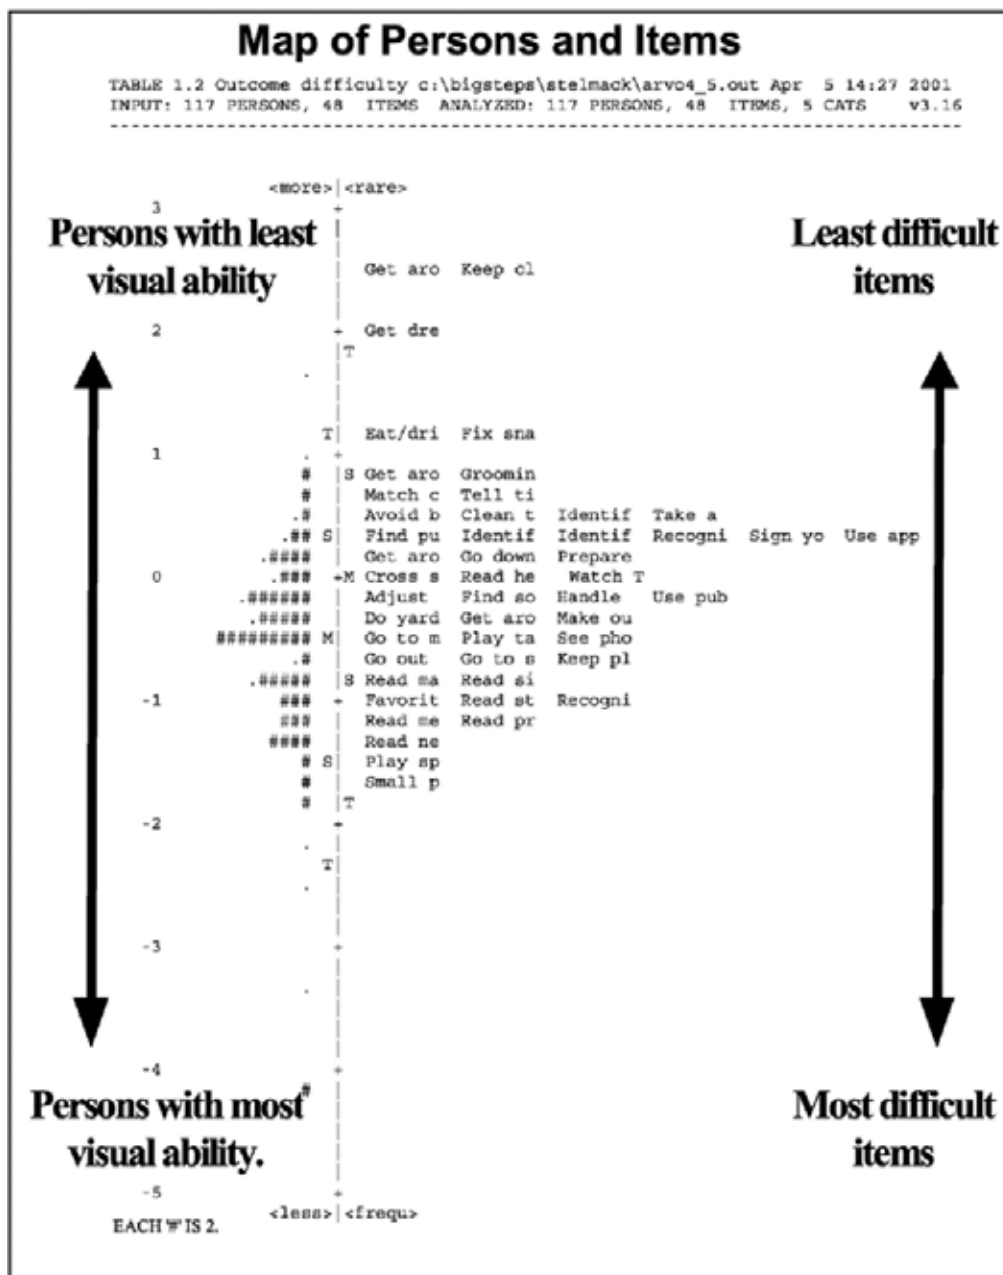 Map of Persons and Items
TABLE 1.2 Outcome difficulty c:\bigsteps\stelmack\arvo4_5.out Apr 5 14:27 2001
INPUT: 117 PERSONS, 48 ITEMS ANALYZED: 117 PERSONS, 48 ITEMS, 5 CATS v3.16
--------------------------------------------------------------------------------
<more>|<rare>
3 +
Persons with least
visual ability
Least difficult
items
Get aro Keep cl
2 + Get dre
|T
.
T| Eat/dri Fix sna
1 . +
# |S Get aro Groomin
# | Match c Tell ti
.# | Avoid b Clean t Identif Take a
.## S| Find pu Identif Identif Recogni Sign yo Use app
.#### | Get aro Go down Prepare
0 .### +M Cross s Read he Watch T
.###### | Adjust Find so Handle Use pub
.##### | Do yard Get aro Make ou
######### M| Go to m Play ta See pho
.# | Go out Go to s Keep pl
.##### |S Read ma Read si
-1 ### + Favorit Read st Recogni
### | Read me Read pr
#### | Read ne
# S| Play sp
# | Small p
# |T
-2 +
. |
T|
. |
-3 +
. |
-4 +
# |
Persons with most
visual ability.
Most difficult
items
-5 +
<less>|<frequ>
EACH '#' IS 2.